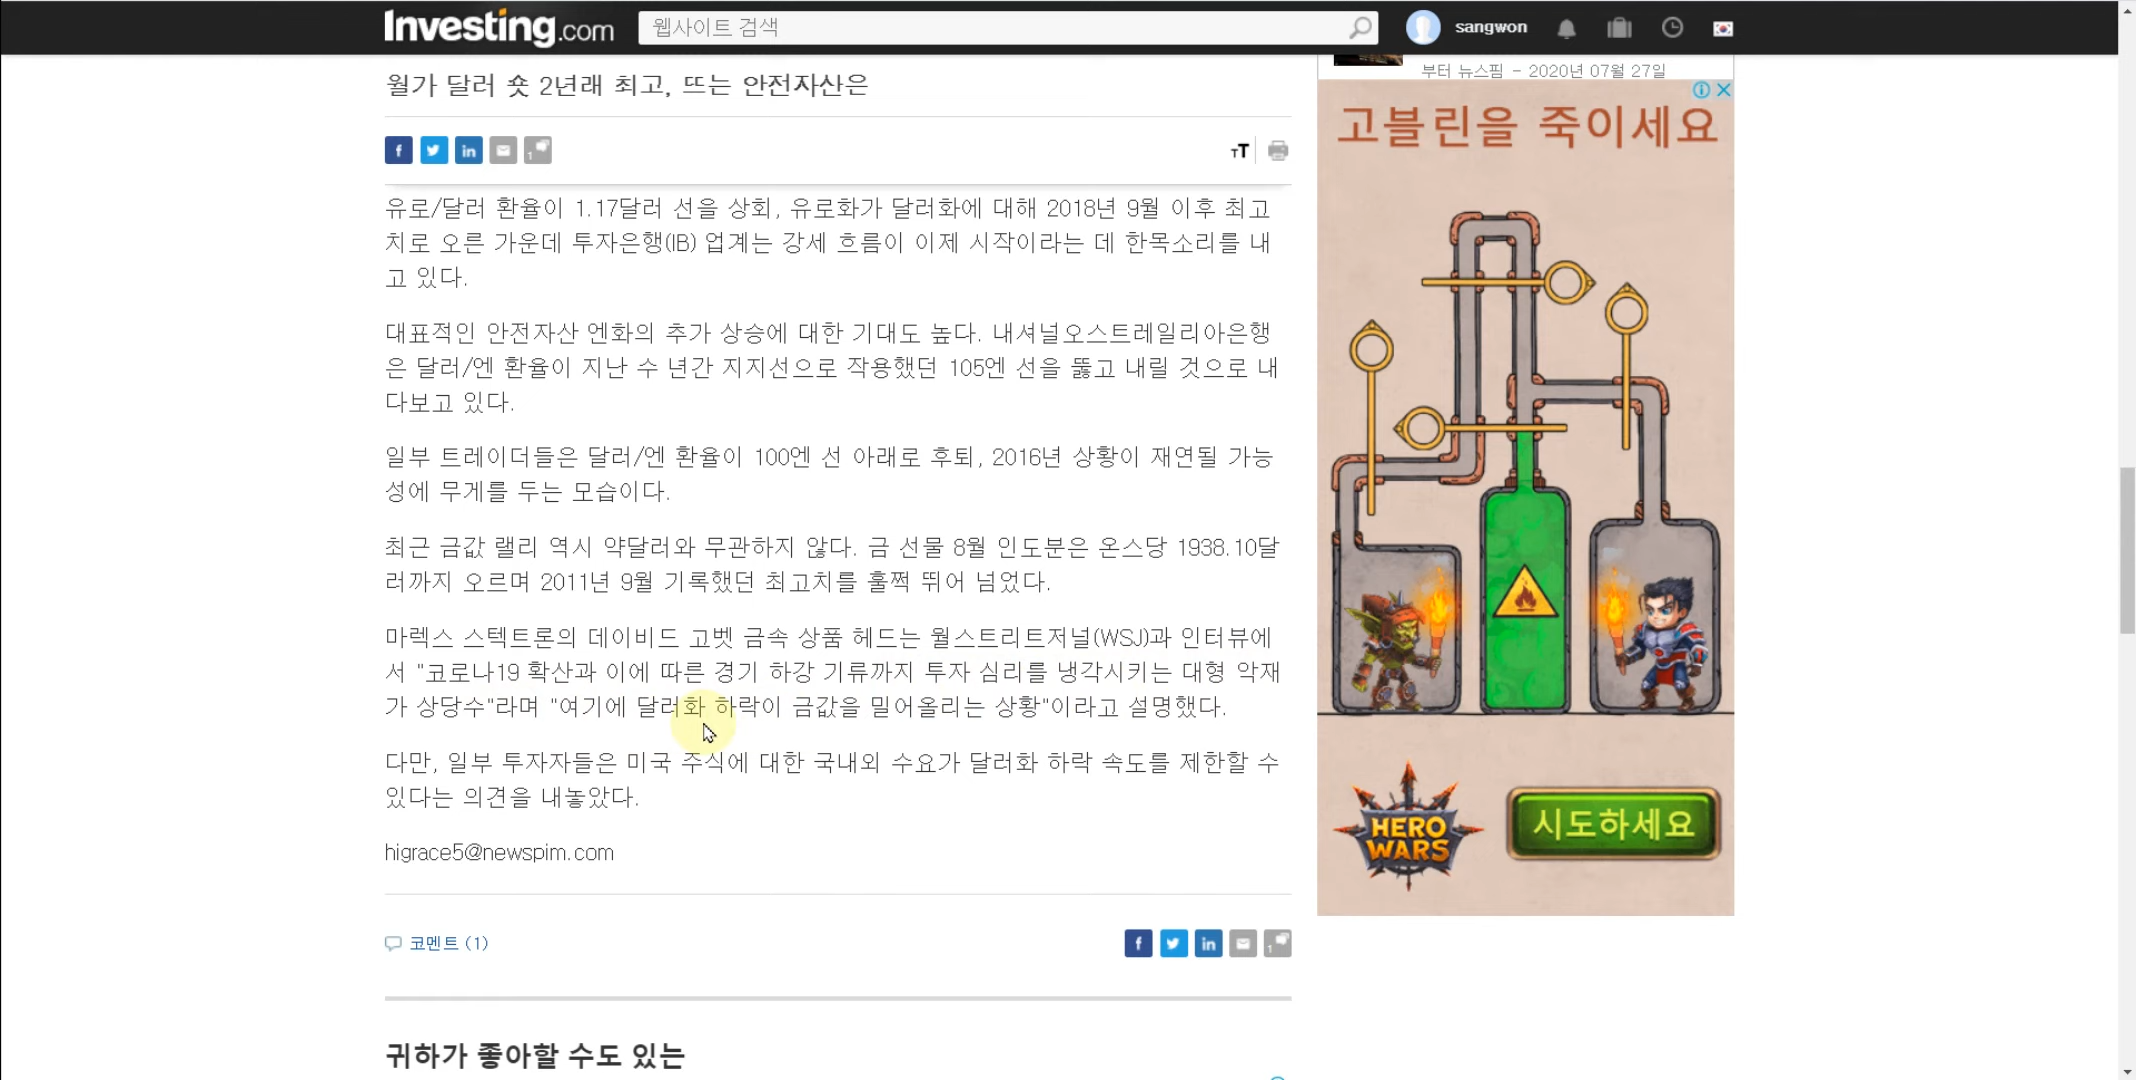 Investing.com
웹사이트 검색
sangwon
월가 달러 숏 2년래 최고, 뜨는 안전자산은
TT
유로/달러 환율이 1.17달러 선을 상회, 유로화가 달러화에 대해 2018년 9월 이후 최고
치로 오른 가운데 투자은행(IB) 업계는 강세 흐름이 이제 시작이라는 데 한목소리를 내
고 있다.
대표적인 안전자산 엔화의 추가 상승에 대한 기대도 높다. 내셔널오스트레일리아은행
은 달러/엔 환율이 지난 수 년간 지지선으로 작용했던 105엔 선을 뚫고 내릴 것으로 내
다보고 있다.
일부 트레이더들은 달러/엔 환율이 100엔 선 아래로 후퇴, 2016년 상황이 재연될 가능
성에 무게를 두는 모습이다.
최근 금값 랠리 역시 약달러와 무관하지 않다. 금 선물 8월 인도분은 온스당 1938.10달
러까지 오르며 2011년 9월 기록했던 최고치를 훌쩍 뛰어 넘었다.
마렉스 스텍트론의 데이비드 고벳 금속 상품 헤드는 월스트리트저널(WSJ)과 인터뷰에
서 "코로나19 확산과 이에 따른 경기 하강 기류까지 투자 심리를 냉각시키는 대형 악재
가 상당수"라며 "여기에 달러화 하락이 금값을 밀어올리는 상황"이라고 설명했다.
다만, 일부 투자자들은 미국 주식에 대한 국내외 수요가 달러화 하락 속도를 제한할 수
있다는 의견을 내놓았다.
higrace5@newspim.com
코멘트 (1)
1
귀하가 좋아할 수도 있는
부터 뉴스핌 - 2020년 07월 27일
고블린을 죽이세요
HERO
WARS
시도하세요